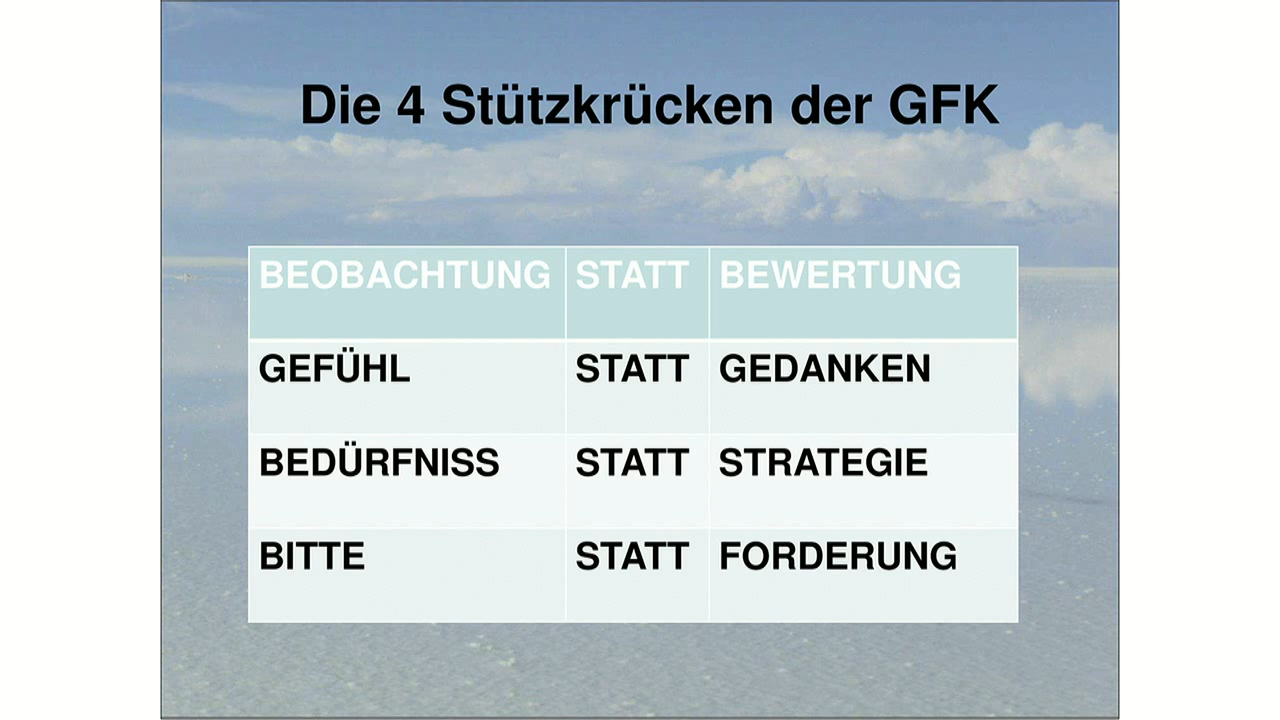 Die 4 Stützkrücken der GFK
BEOBACHTUNG STATT BEWERTUNG
GEFÜHL STATT GEDANKEN
BEDÜRFNISS STATT STRATEGIE
BITTE STATT FORDERUNG